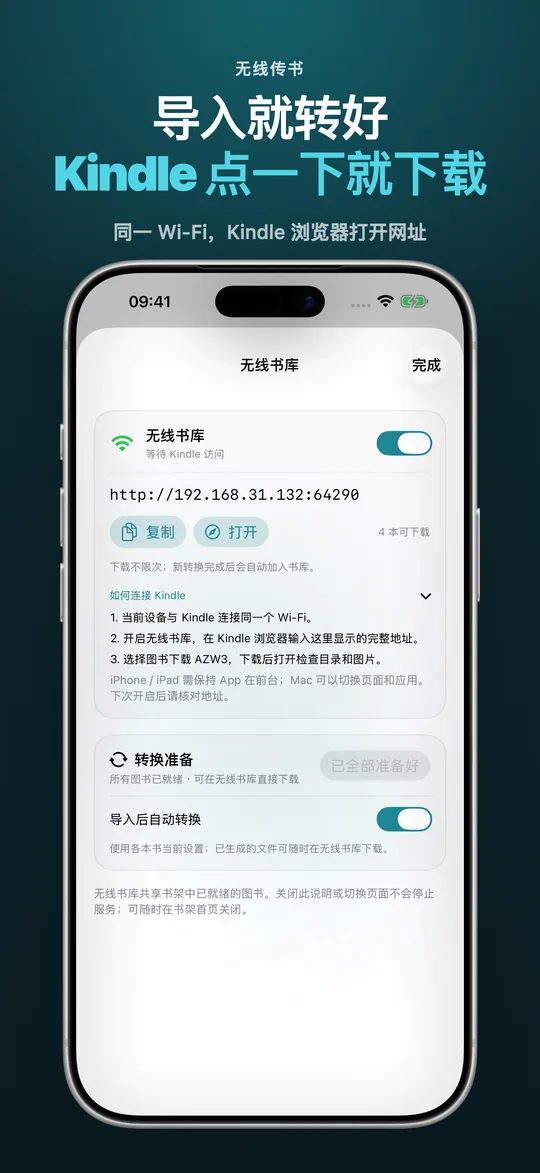 无线传书
导入就转好
Kindle 点一下就下载
同一 Wi-Fi，Kindle 浏览器打开网址
09:41
无线书库
完成
无线书库
等待 Kindle 访问
http://192.168.31.132:64290
复制
打开
4 本可下载
下载不限次；新转换完成后会自动加入书库。
如何连接 Kindle
1. 当前设备与 Kindle 连接同一个 Wi-Fi。
2. 开启无线书库，在 Kindle 浏览器输入这里显示的完整地址。
3. 选择图书下载 AZW3，下载后打开检查目录和图片。
iPhone / iPad 需保持 App 在前台；Mac 可以切换页面和应用。
下次开启后请核对地址。
转换准备
所有图书已就绪 · 可在无线书库直接下载
已全部准备好
导入后自动转换
使用各本书当前设置；已生成的文件可随时在无线书库下载。
无线书库共享书架中已就绪的图书。关闭此说明或切换页面不会停止
服务；可随时在书架首页关闭。